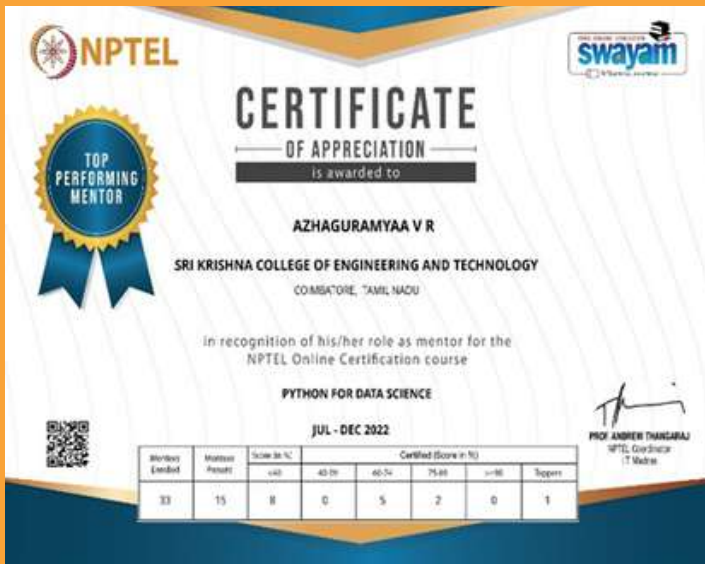 NPTEL
swayam
TOP
PERFORMING
MENTOR
CERTIFICATE
OF APPRECIATION
is awarded to
AZHAGURAMYAA V R
SRI KRISHNA COLLEGE OF ENGINEERING AND TECHNOLOGY
COIMBATORE, TAMIL NADU
in recognition of his/her role as mentor for the
NPTEL Online Certification course
PYTHON FOR DATA SCIENCE
JUL - DEC 2022
PROF. ANDREW THANGARAJ
NPTEL Coordinator
IIT Madras
Mentees Enrolled Mentees Present Score (in %) Certified (Score in %)
<40 40-59 60-74 75-89 >=90 Toppers
33 15 8 0 5 2 0 1